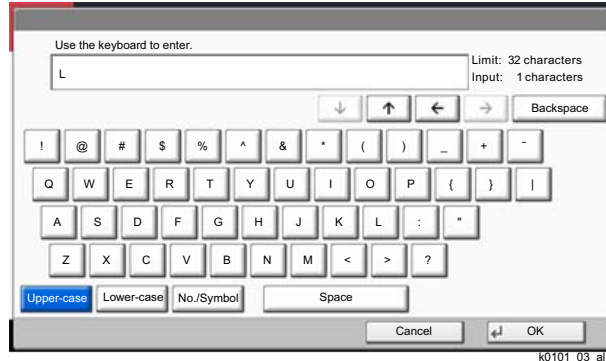 Use the keyboard to enter.
Limit: 32 characters
L
Input: 1 characters
Backspace
! @ # $ % ^ & * ( ) _ + ~
Q W E R T Y U I O P { } |
A S D F G H J K L : "
Z X C V B N M < > ?
Upper-case Lower-case No./Symbol Space
Cancel OK
k0101_03_al